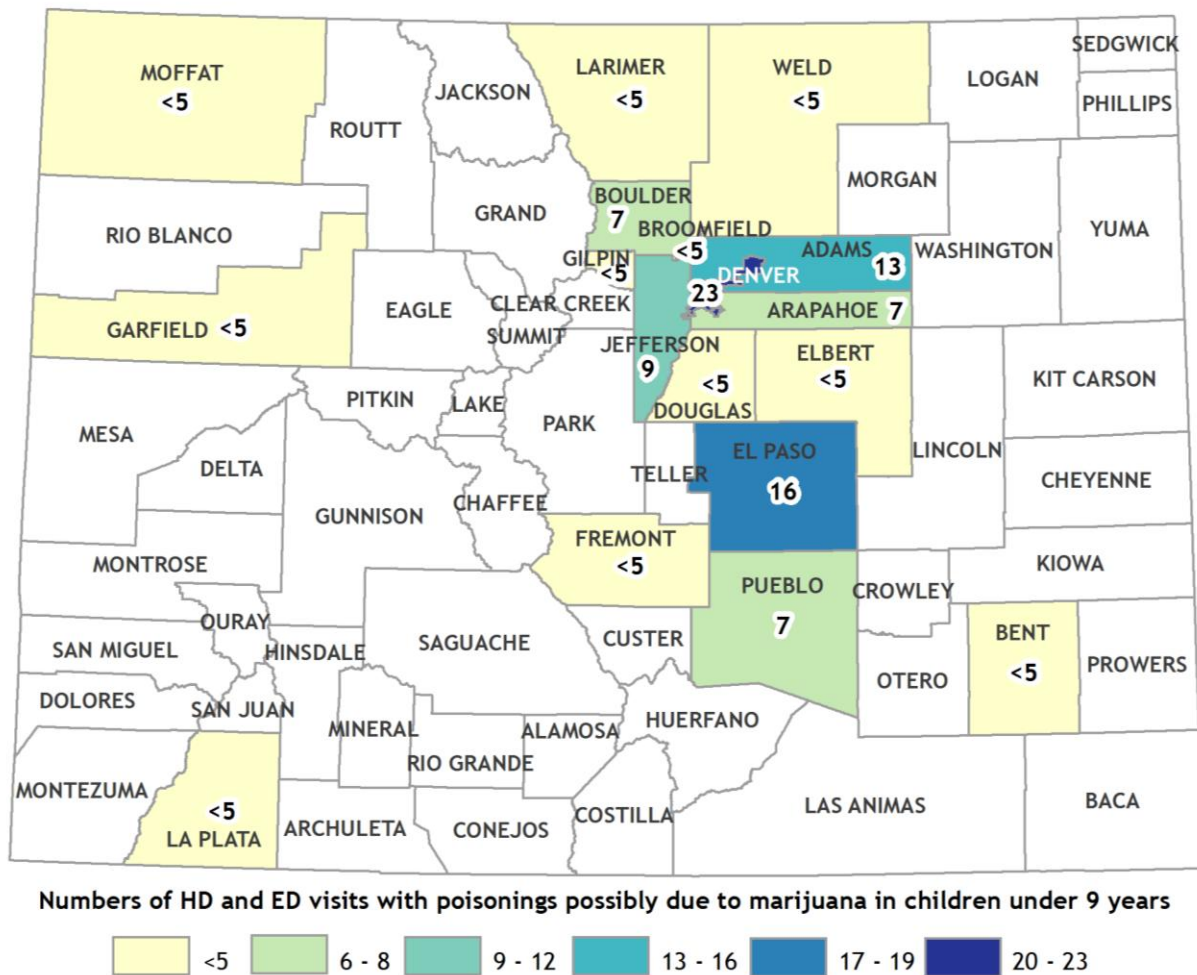 SEDGWICK
LARIMER
WELD
MOFFAT
LOGAN
<5
<5
<5
JACKSON
PHILLIPS
ROUTT
MORGAN
BOULDER
7
GRAND
BROOMFIELD
YUMA
RIO BLANCO
<5
ADAMS
13
WASHINGTON
GILPIN
<5
DENVER
23
EAGLE
CLEAR CREEK
ARAPAHOE
7
GARFIELD
<5
SUMMIT
JEFFERSON
9
ELBERT
<5
KIT CARSON
<5
DOUGLAS
PITKIN
LAKE
PARK
MESA
EL PASO
16
LINCOLN
DELTA
TELLER
CHEYENNE
CHAFFEE
GUNNISON
FREMONT
<5
MONTROSE
KIOWA
PUEBLO
7
CROWLEY
OURAY
BENT
<5
SAN MIGUEL
HINSDALE
SAGUACHE
CUSTER
PROWERS
OTERO
DOLORES
SAN JUAN
MINERAL
HUERFANO
ALAMOSA
RIO GRANDE
MONTEZUMA
<5
LA PLATA
ARCHULETA
CONEJOS
COSTILLA
LAS ANIMAS
BACA
Numbers of HD and ED visits with poisonings possibly due to marijuana in children under 9 years
<5 6 - 8 9 - 12 13 - 16 17 - 19 20 - 23